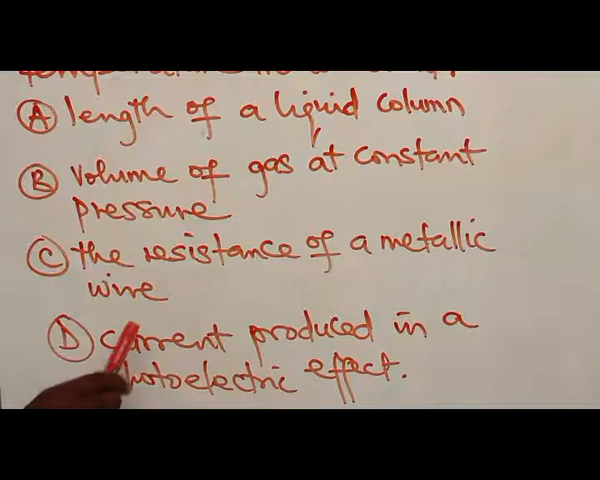 Ⓐ length of a liquid column
Ⓑ volume of gas at constant
pressure
Ⓒ the resistance of a metallic
wire
Ⓓ current produced in a
photoelectric effect.